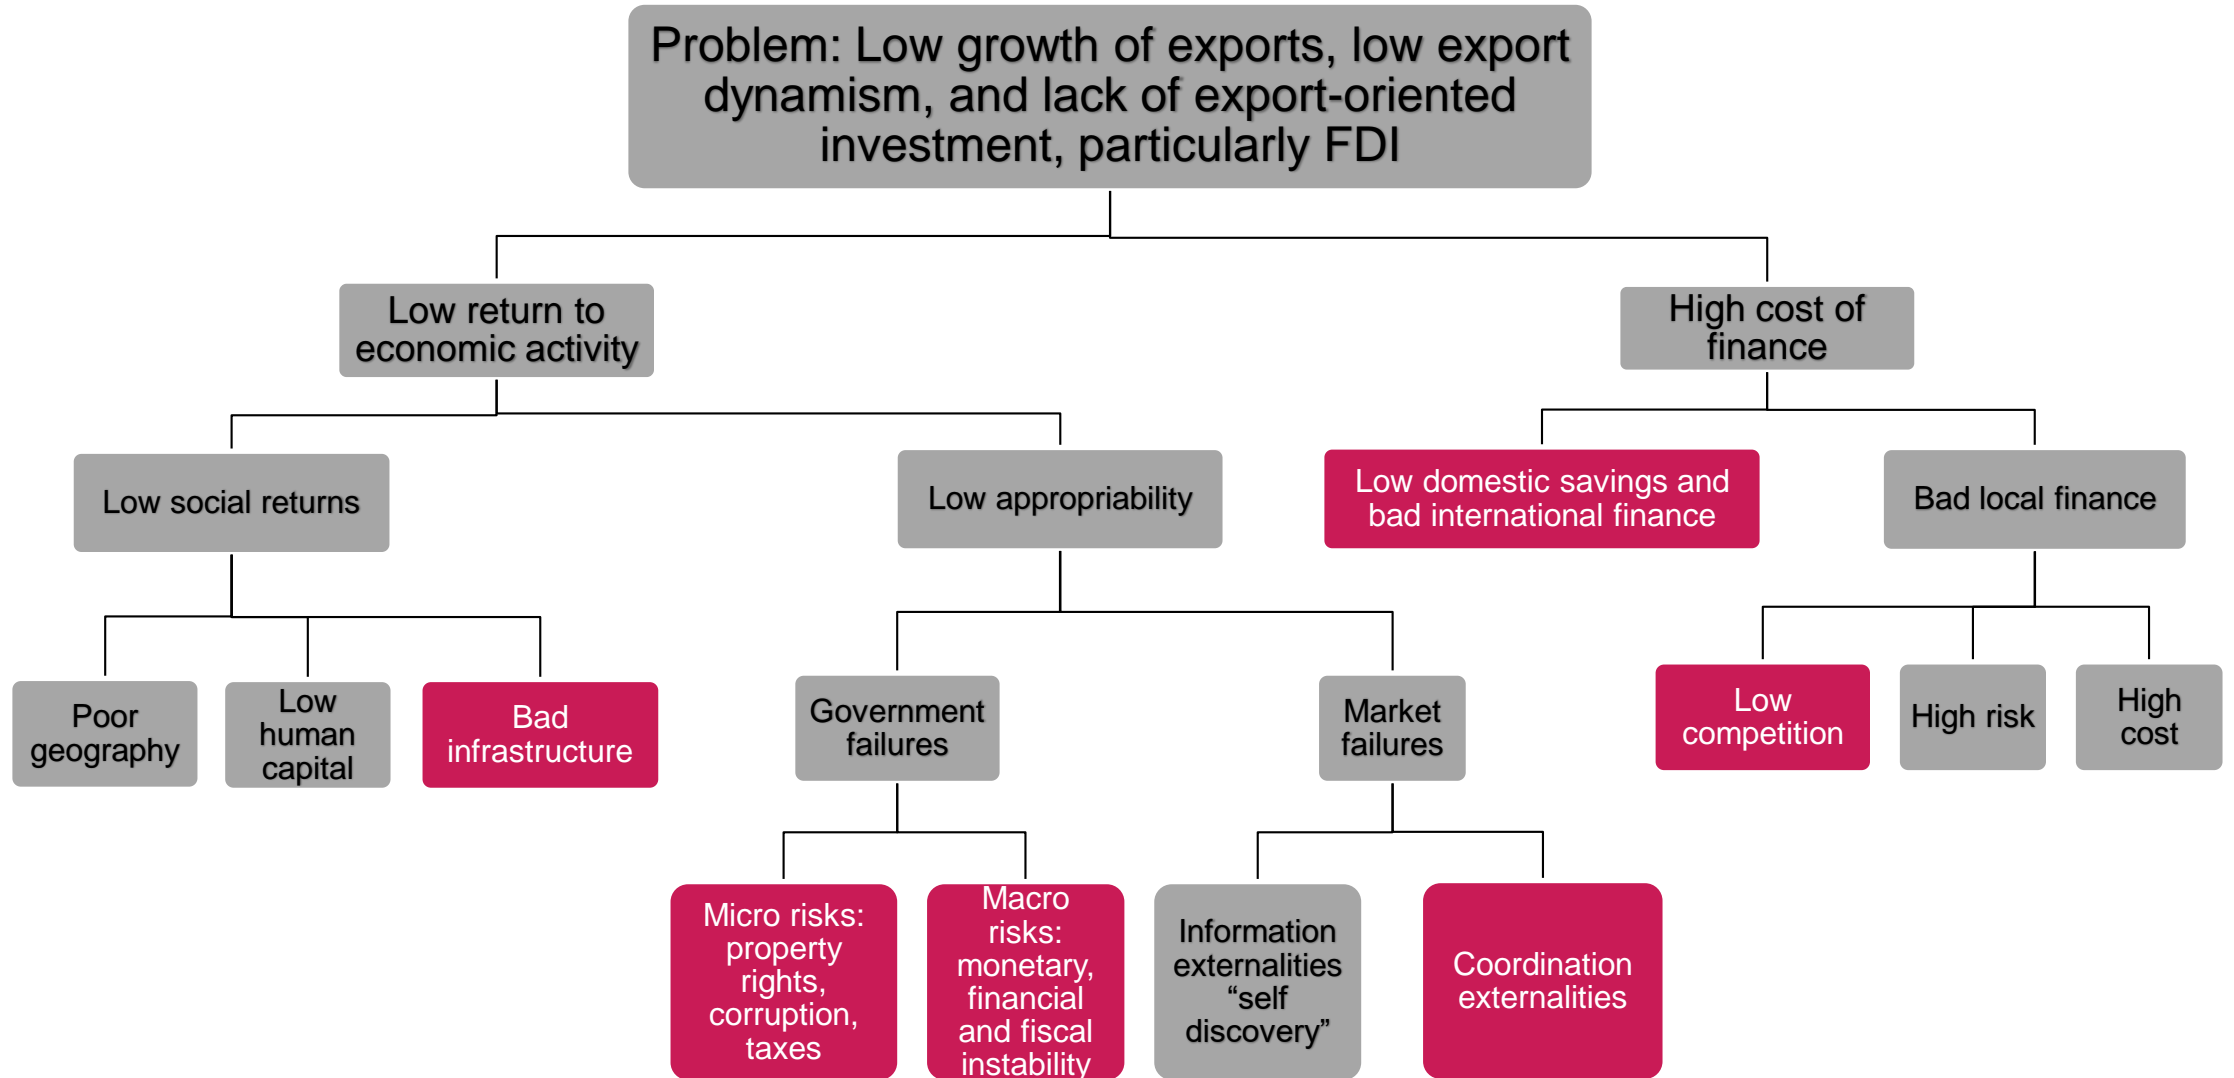 Problem: Low growth of exports, low export
dynamism, and lack of export-oriented
investment, particularly FDI
Low return to
economic activity
High cost of
finance
Low social returns
Low appropriability
Low domestic savings and
bad international finance
Bad local finance
Poor
geography
Low
human
capital
Bad
infrastructure
Government
failures
Market
failures
Low
competition
High risk
High
cost
Micro risks:
property
rights,
corruption,
taxes
Macro
risks:
monetary,
financial
and fiscal
instability
Information
externalities
“self
discovery”
Coordination
externalities